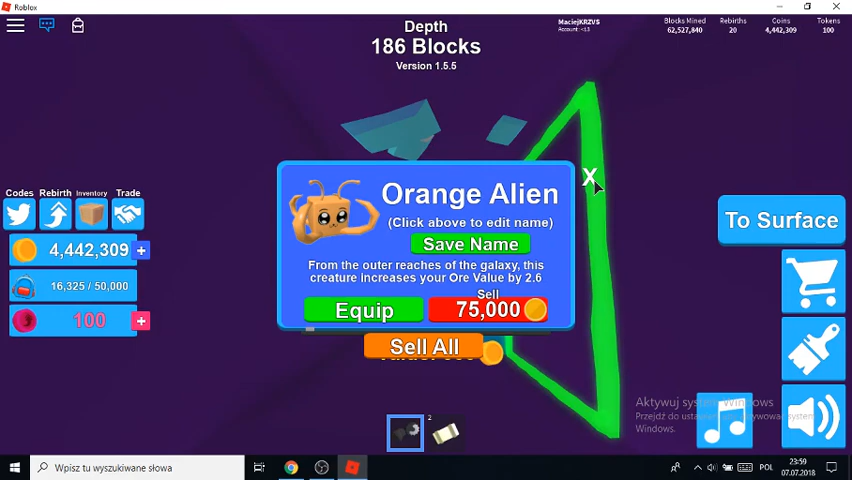 Roblox
Depth
186 Blocks
Version 1.5.5
MaciejKRZVS
Account: <13
Blocks Mined
62,527,840
Rebirths
20
Coins
4,442,309
Tokens
100
Codes
Rebirth
Inventory
Trade
4,442,309
+
16,325 / 50,000
100
+
Orange Alien
X
(Click above to edit name)
Save Name
From the outer reaches of the galaxy, this
creature increases your Ore Value by 2.6
Equip
Sell
75,000
Sell All
To Surface
2
Aktywuj system Windows
Przejdź do
Windows.
Wpisz tu wyszukiwane słowa
POL
23:59
07.07.2018